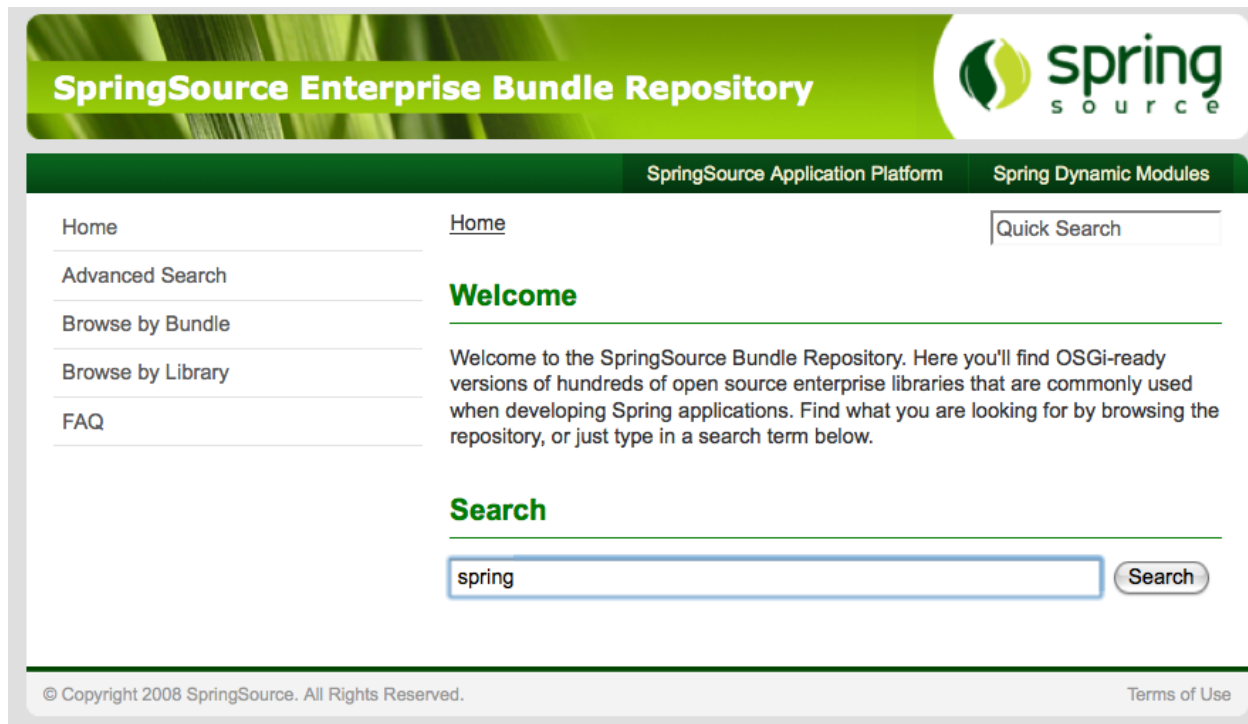 SpringSource Enterprise Bundle Repository
spring
source
SpringSource Application Platform
Spring Dynamic Modules
Home
Advanced Search
Browse by Bundle
Browse by Library
FAQ
Home
Quick Search
Welcome
Welcome to the SpringSource Bundle Repository. Here you'll find OSGi-ready
versions of hundreds of open source enterprise libraries that are commonly used
when developing Spring applications. Find what you are looking for by browsing the
repository, or just type in a search term below.
Search
spring
Search
© Copyright 2008 SpringSource. All Rights Reserved.
Terms of Use